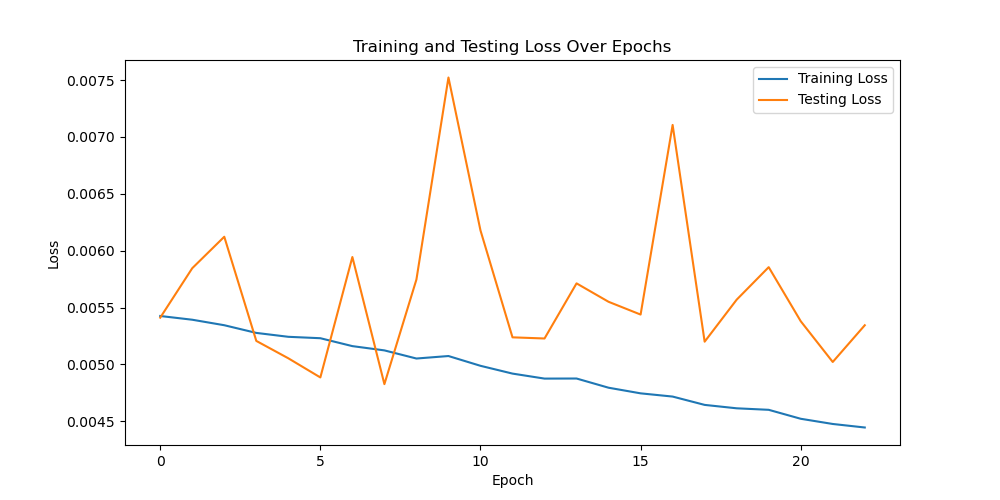 Training and Testing Loss Over Epochs
Training Loss
Testing Loss
Loss
0.0075
0.0070
0.0065
0.0060
0.0055
0.0050
0.0045
0 5 10 15 20
Epoch